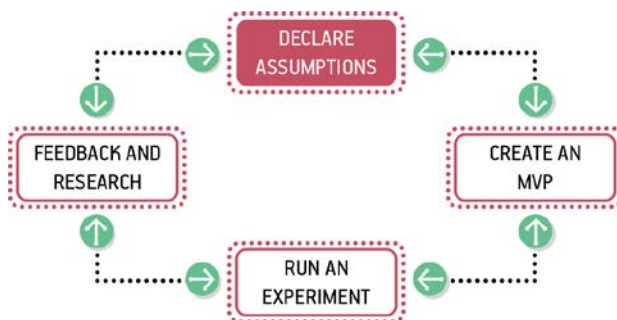 DECLARE
ASSUMPTIONS
FEEDBACK AND
RESEARCH
CREATE AN
MVP
RUN AN
EXPERIMENT